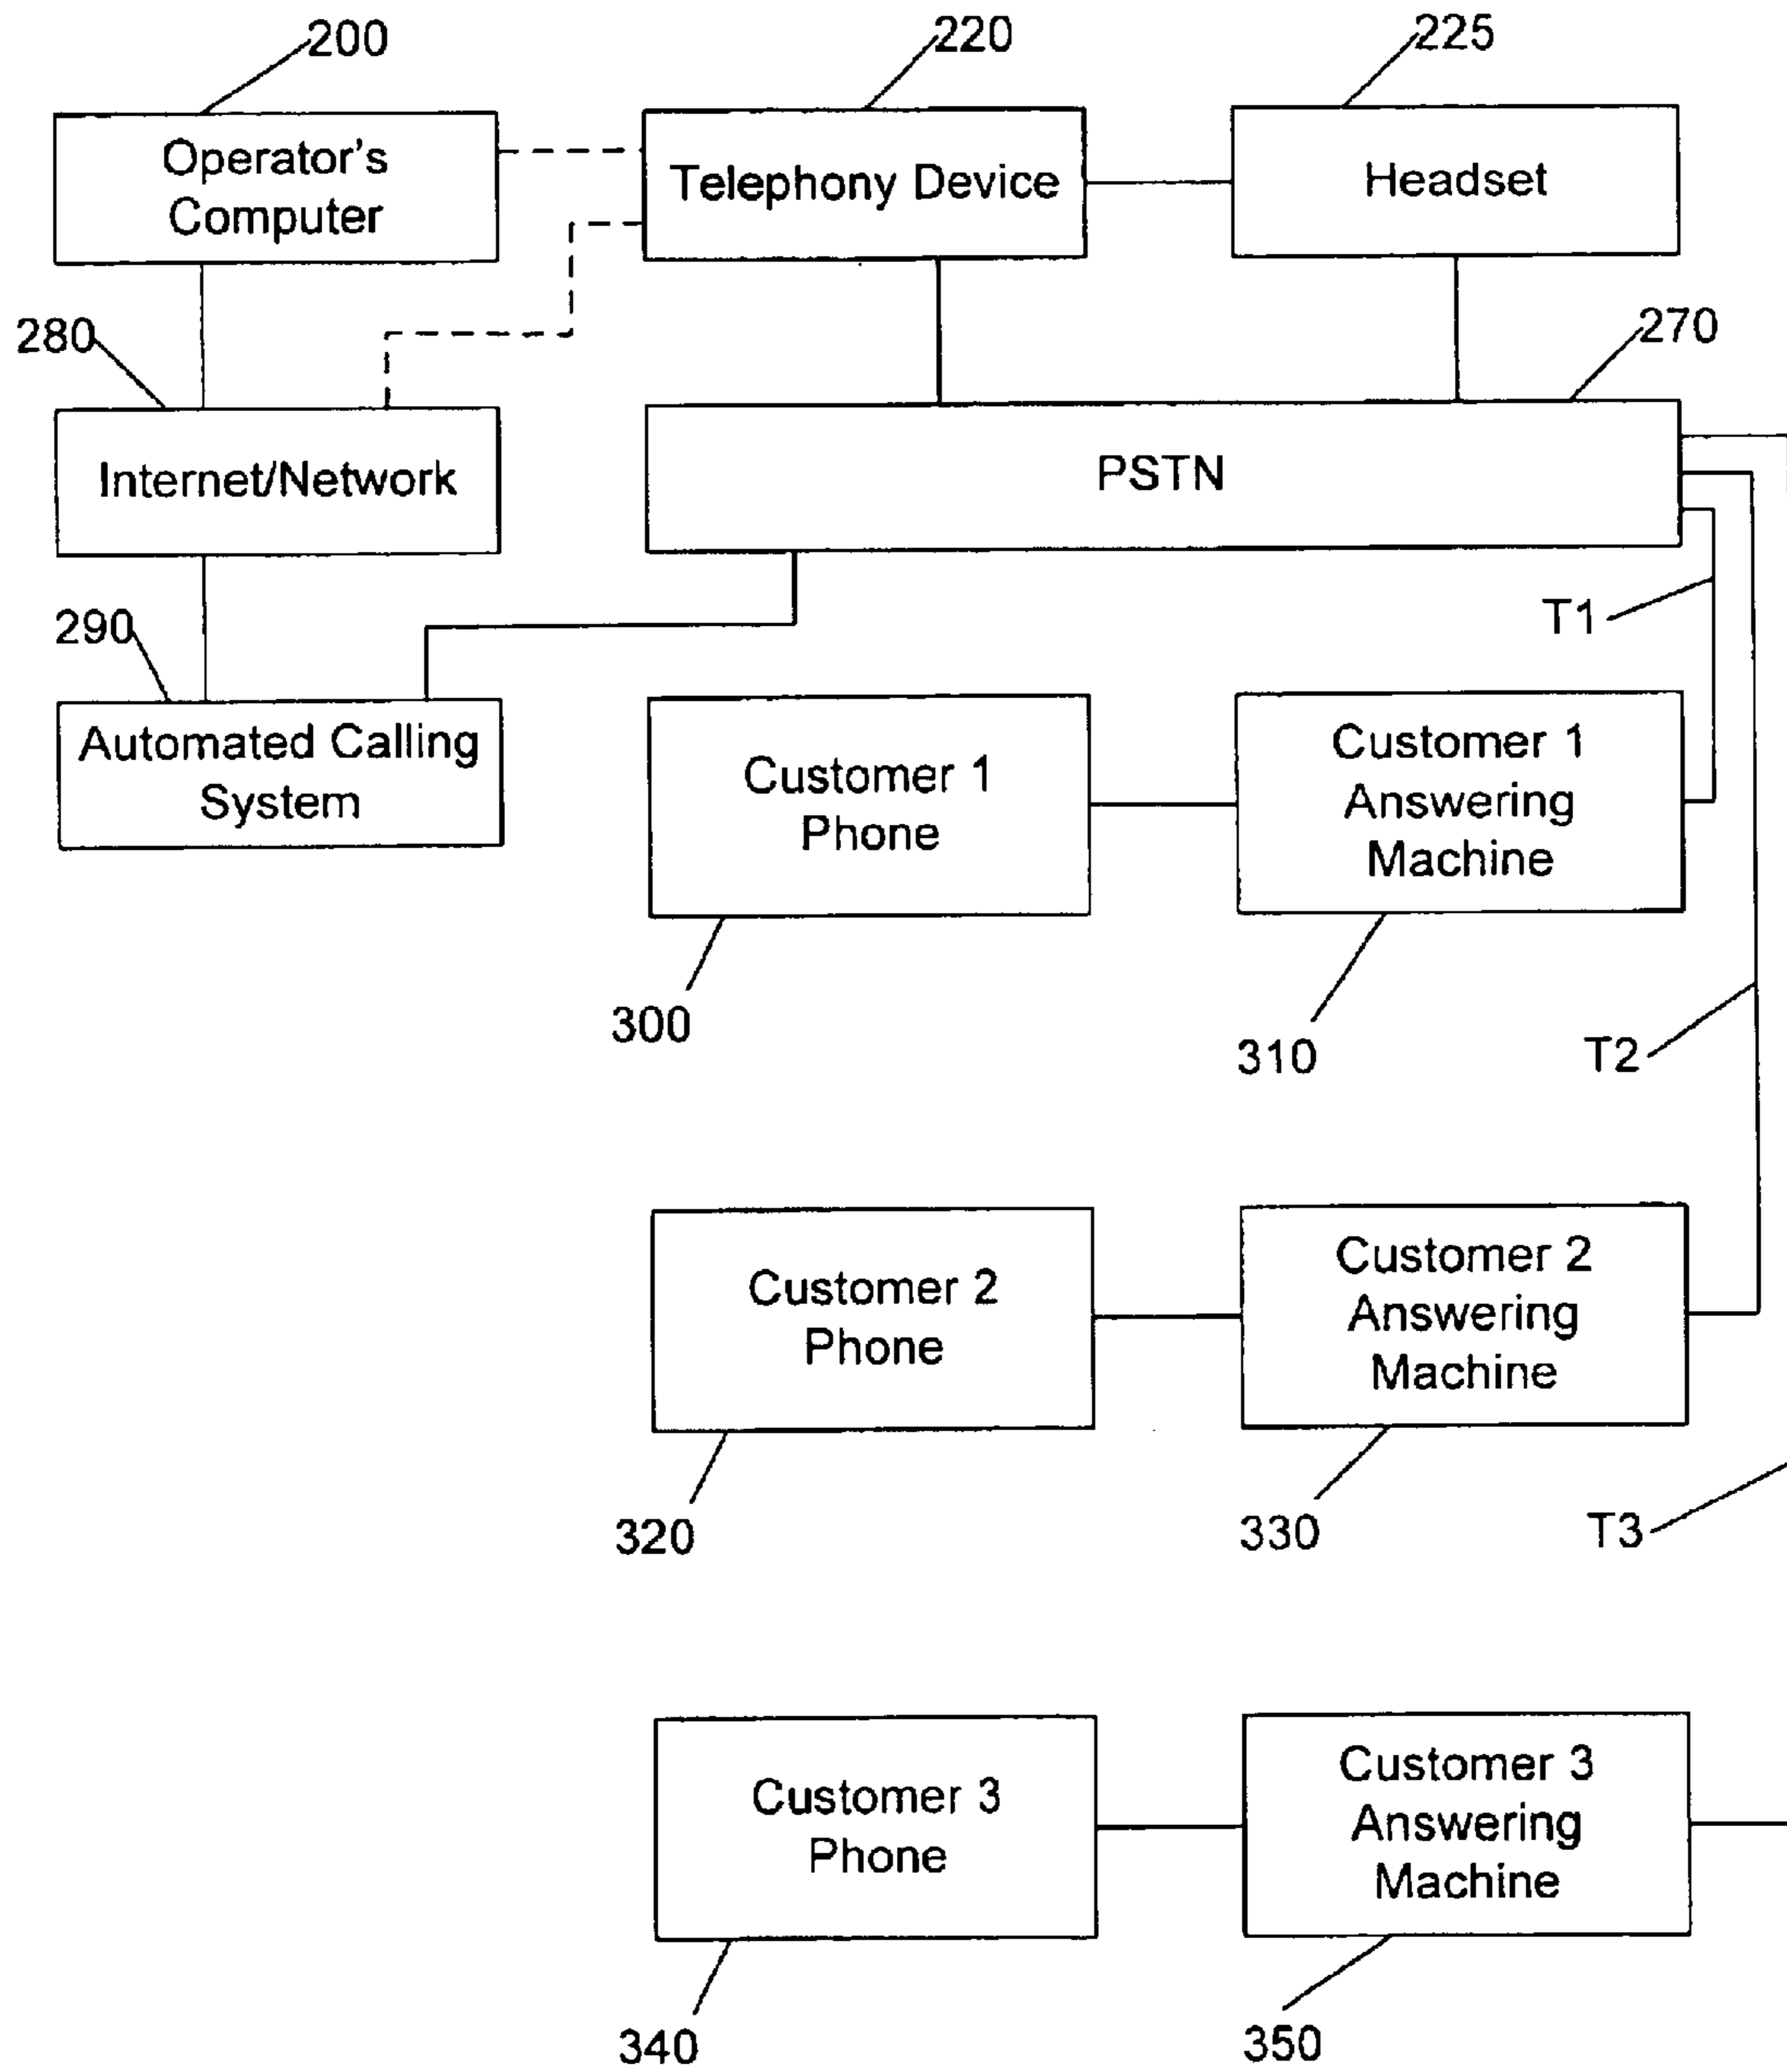 200
220
225
Operator's
Computer
Telephony Device
Headset
280
270
Internet/Network
PSTN
290
T1
Automated Calling
System
Customer 1
Phone
Customer 1
Answering
Machine
300
310
T2
Customer 2
Phone
Customer 2
Answering
Machine
320
330
T3
Customer 3
Phone
Customer 3
Answering
Machine
340
350